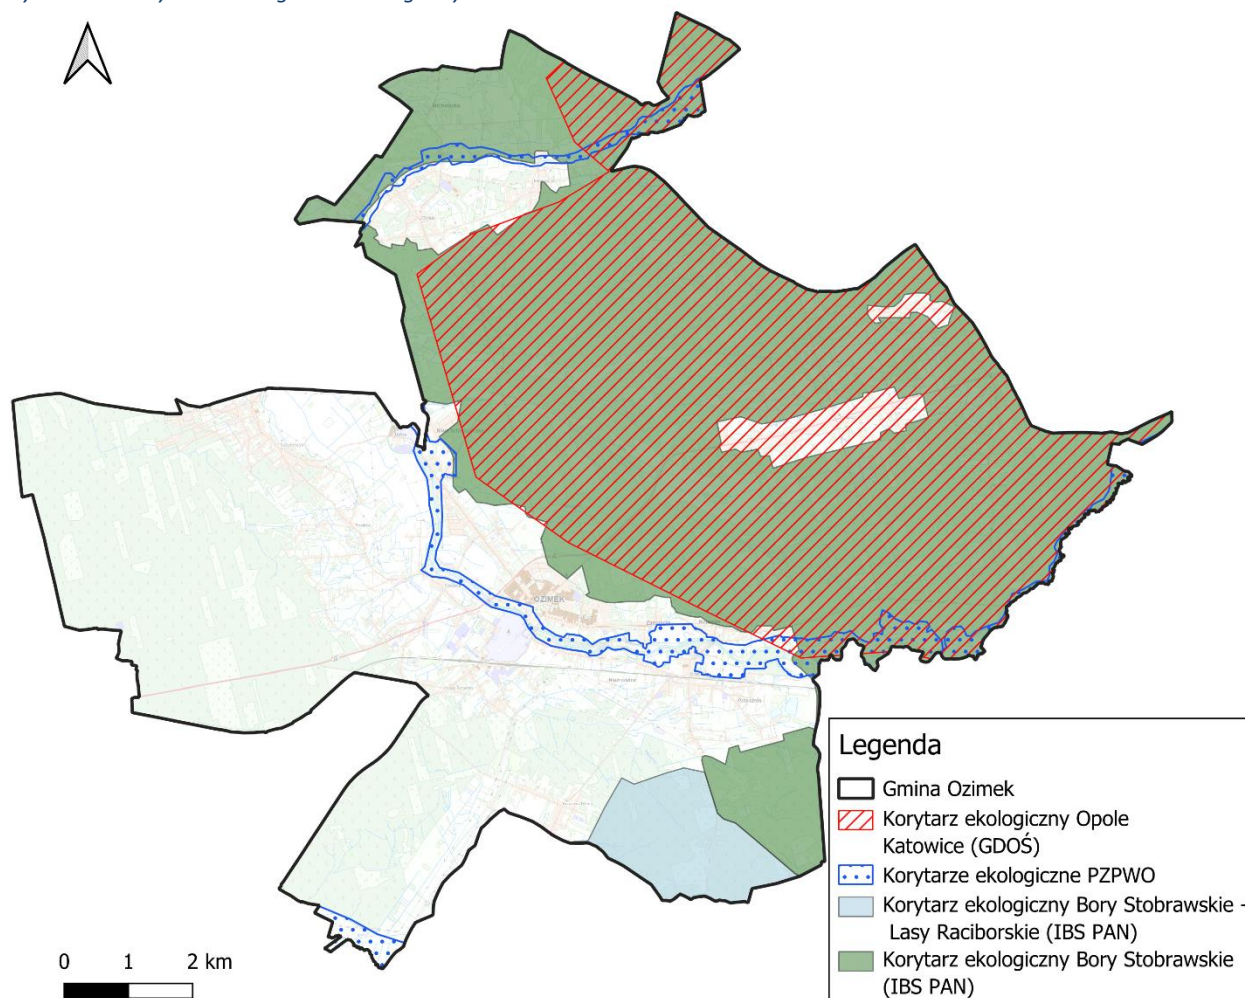 OZIMEK
Legenda
Gmina Ozimek
Korytarz ekologiczny Opole
Katowice (GDOŚ)
Korytarze ekologiczne PZPWO
Korytarz ekologiczny Bory Stobrawskie -
Lasy Raciborskie (IBS PAN)
Korytarz ekologiczny Bory Stobrawskie
(IBS PAN)
0 1 2 km